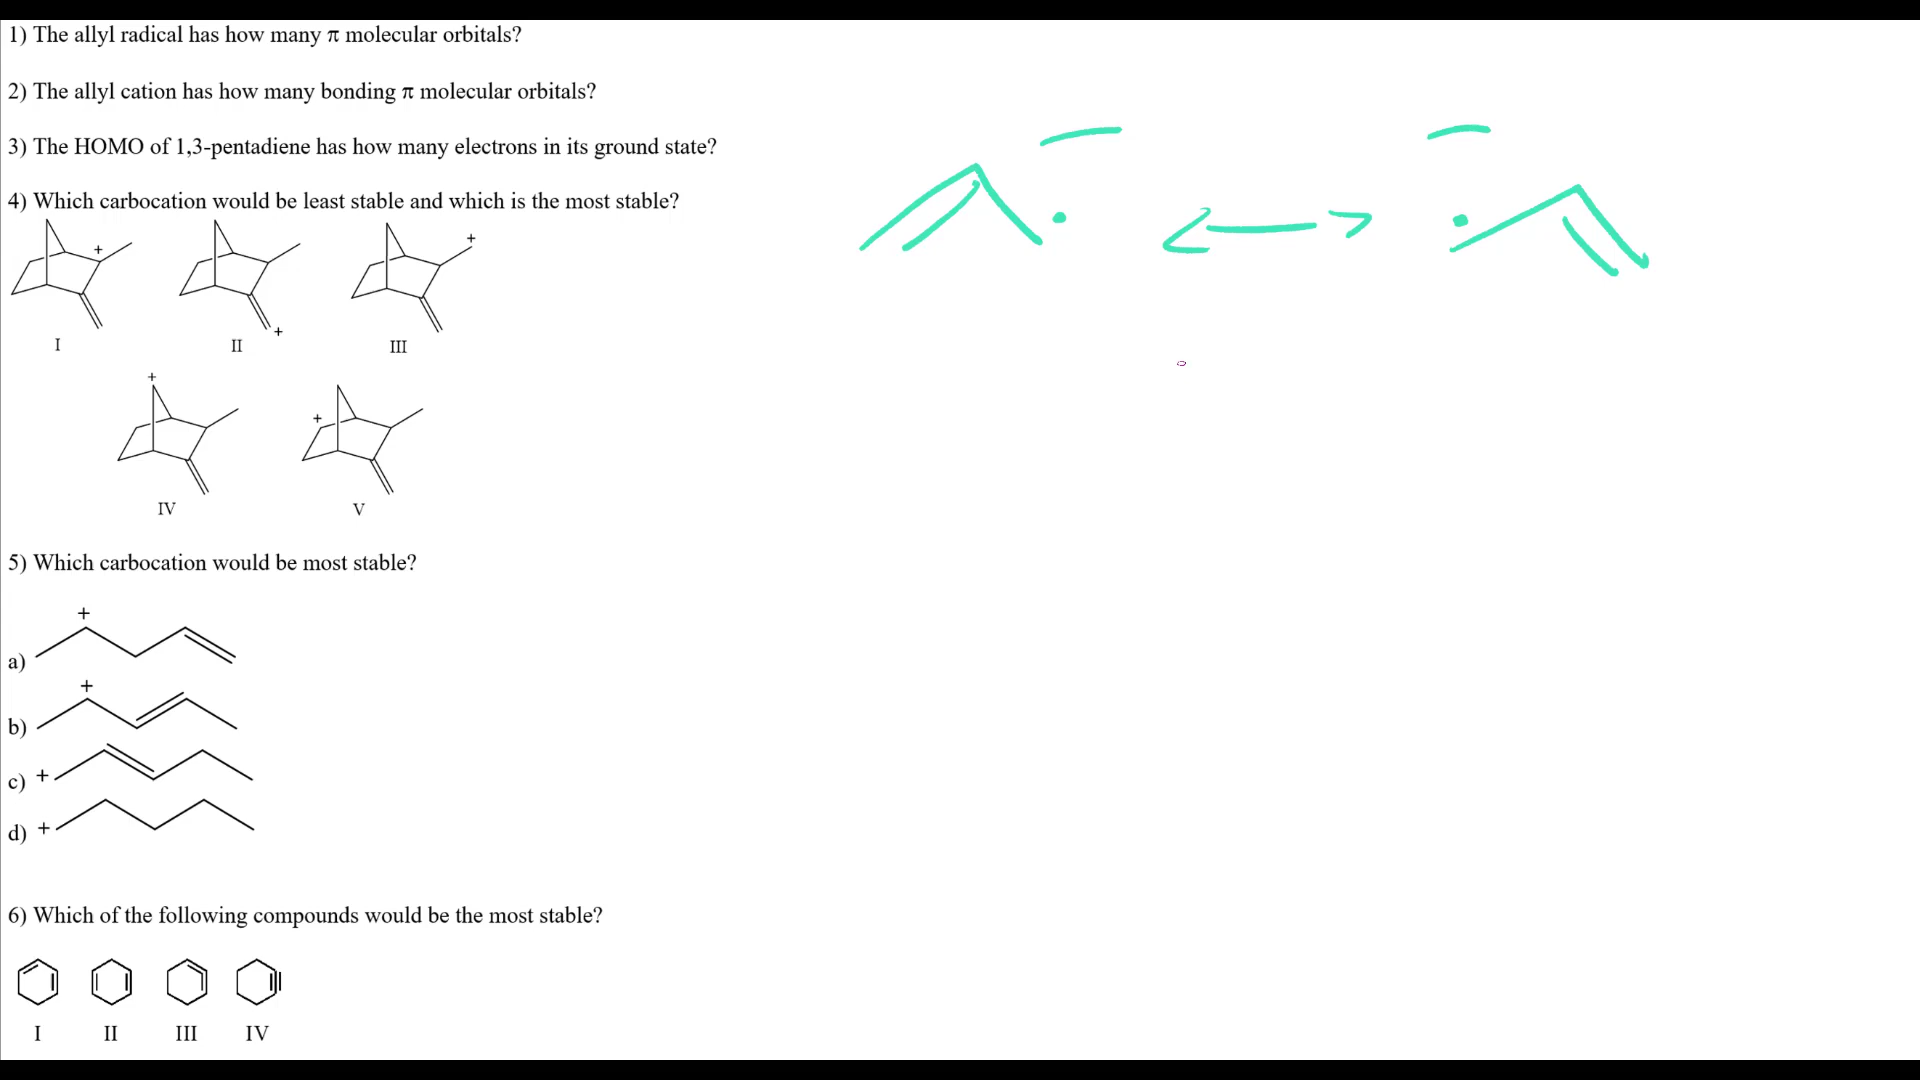 1) The allyl radical has how many π molecular orbitals?
2) The allyl cation has how many bonding π molecular orbitals?
3) The HOMO of 1,3-pentadiene has how many electrons in its ground state?
4) Which carbocation would be least stable and which is the most stable?
+ + +
I II III
+ +
IV V
5) Which carbocation would be most stable?
+
a)
+
b)
c) +
d) +
6) Which of the following compounds would be the most stable?
I II III IV